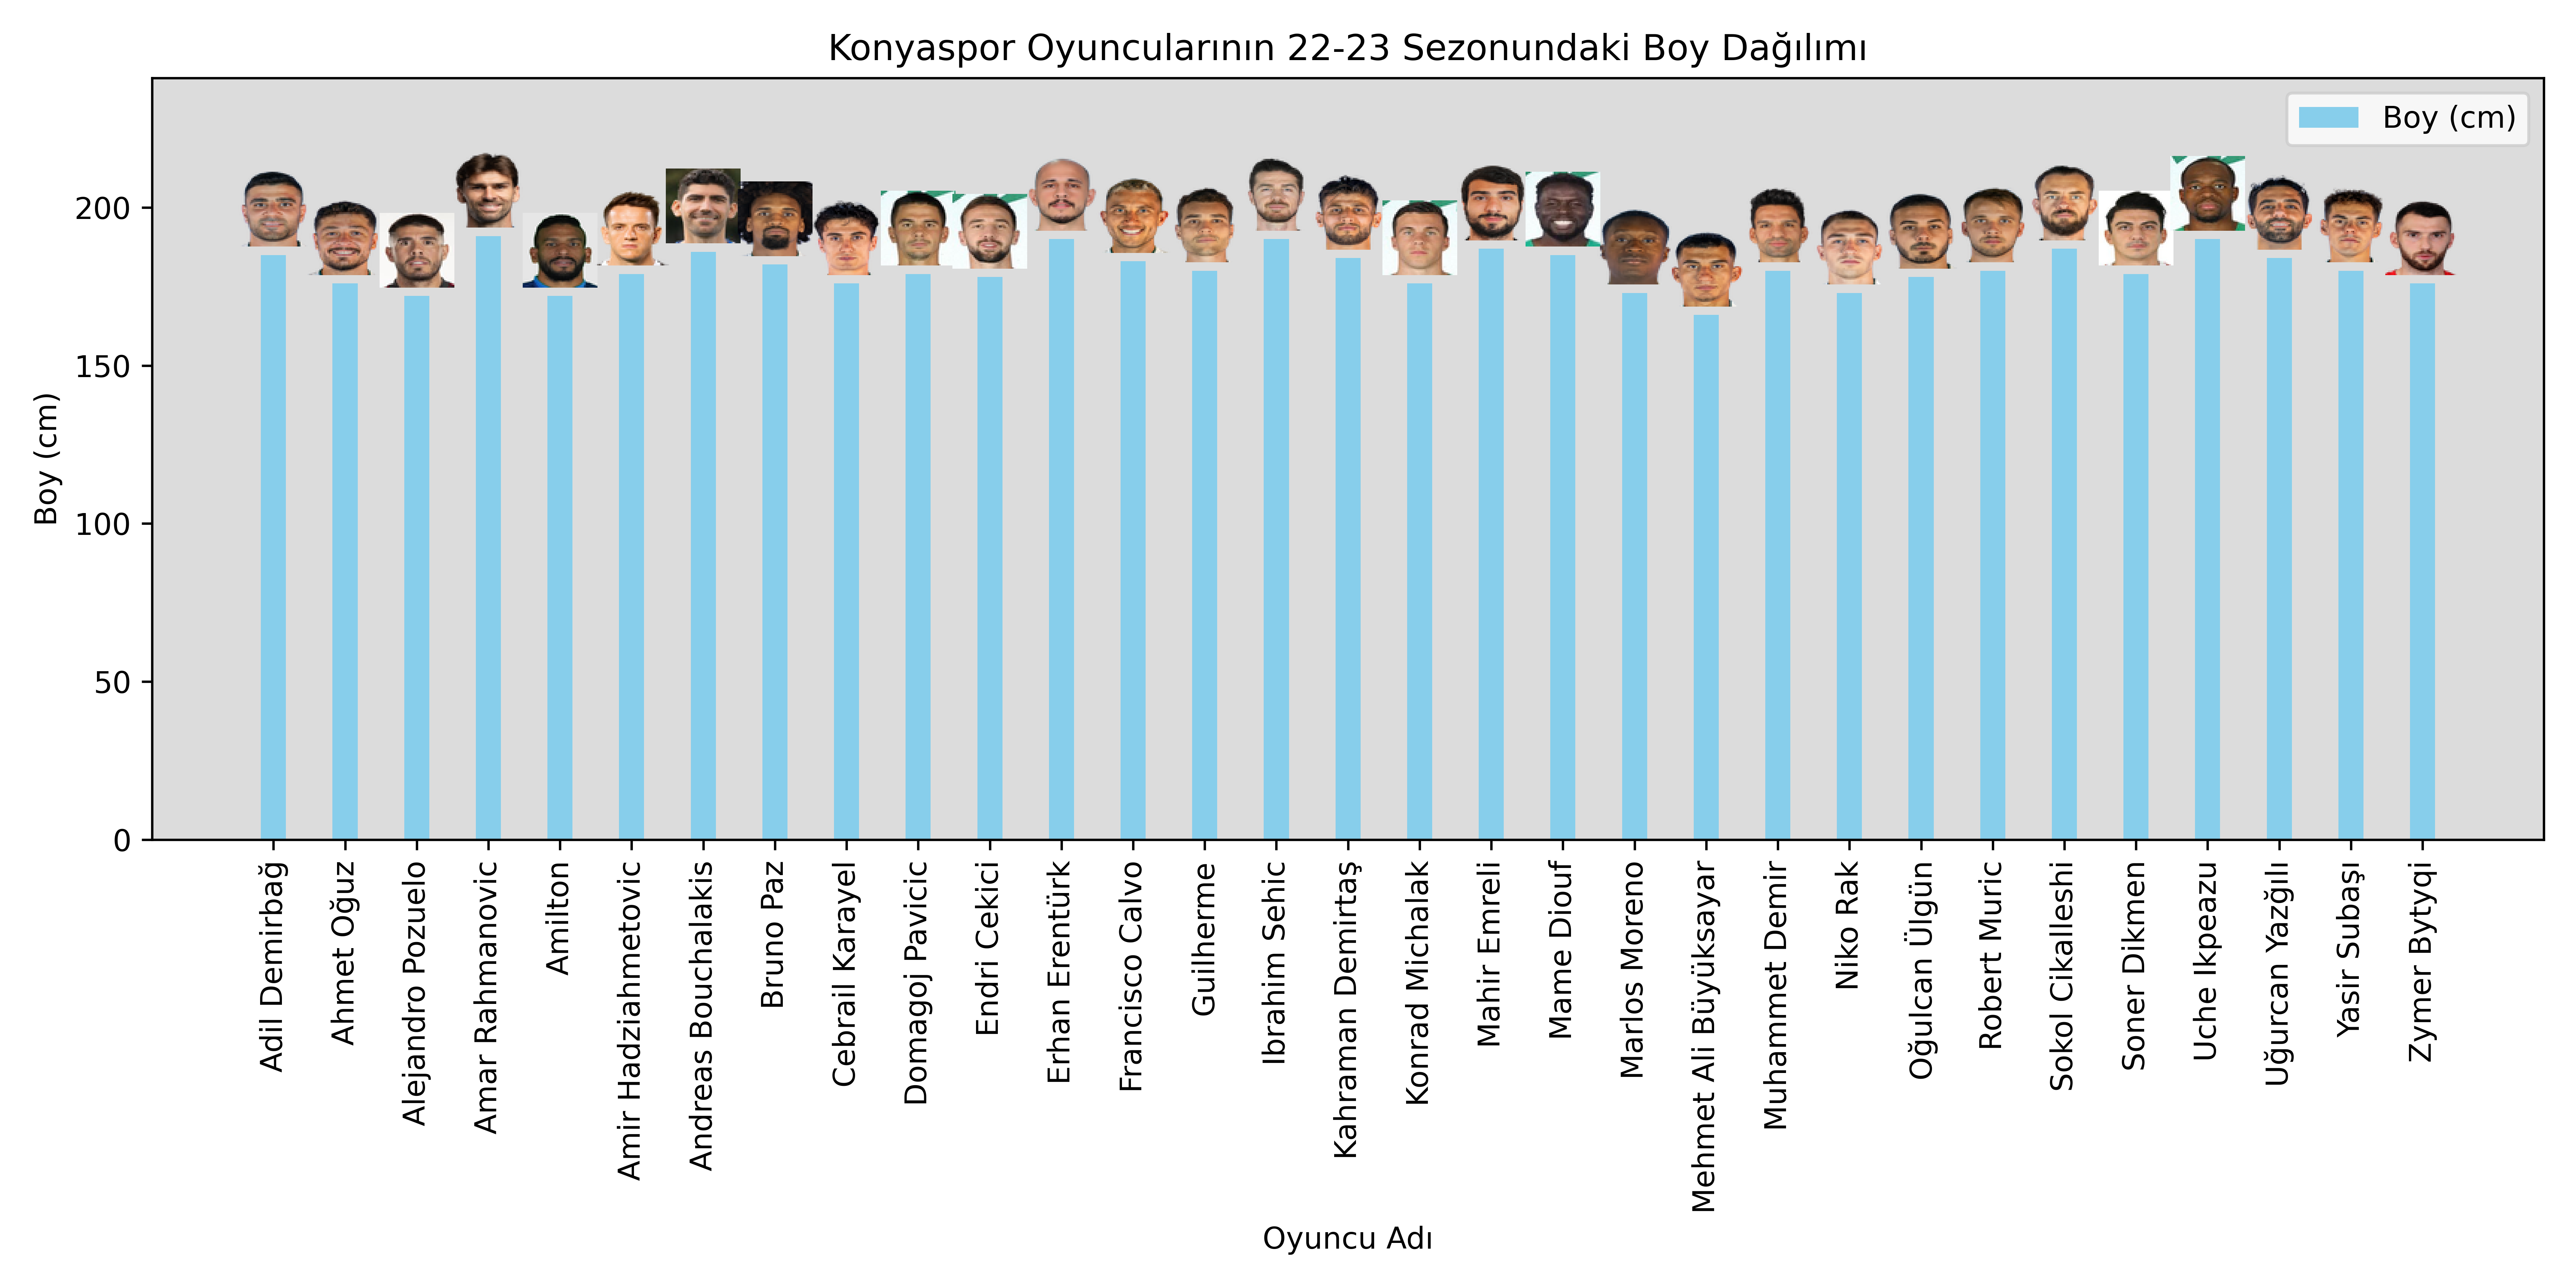 Konyaspor Oyuncularının 22-23 Sezonundaki Boy Dağılımı
Boy (cm)
200
150
100
50
0
Boy (cm)
Adil Demirbağ
Ahmet Oğuz
Alejandro Pozuelo
Amar Rahmanovic
Amilton
Amir Hadziahmetovic
Andreas Bouchalakis
Bruno Paz
Cebrail Karayel
Domagoj Pavicic
Endri Cekici
Erhan Erentürk
Francisco Calvo
Guilherme
Ibrahim Sehic
Kahraman Demirtaş
Konrad Michalak
Mahir Emreli
Mame Diouf
Marlos Moreno
Mehmet Ali Büyüksayar
Muhammet Demir
Niko Rak
Oğulcan Ülgün
Robert Muric
Sokol Cikalleshi
Soner Dikmen
Uche Ikpeazu
Uğurcan Yazğılı
Yasir Subaşı
Zymer Bytyqi
Oyuncu Adı